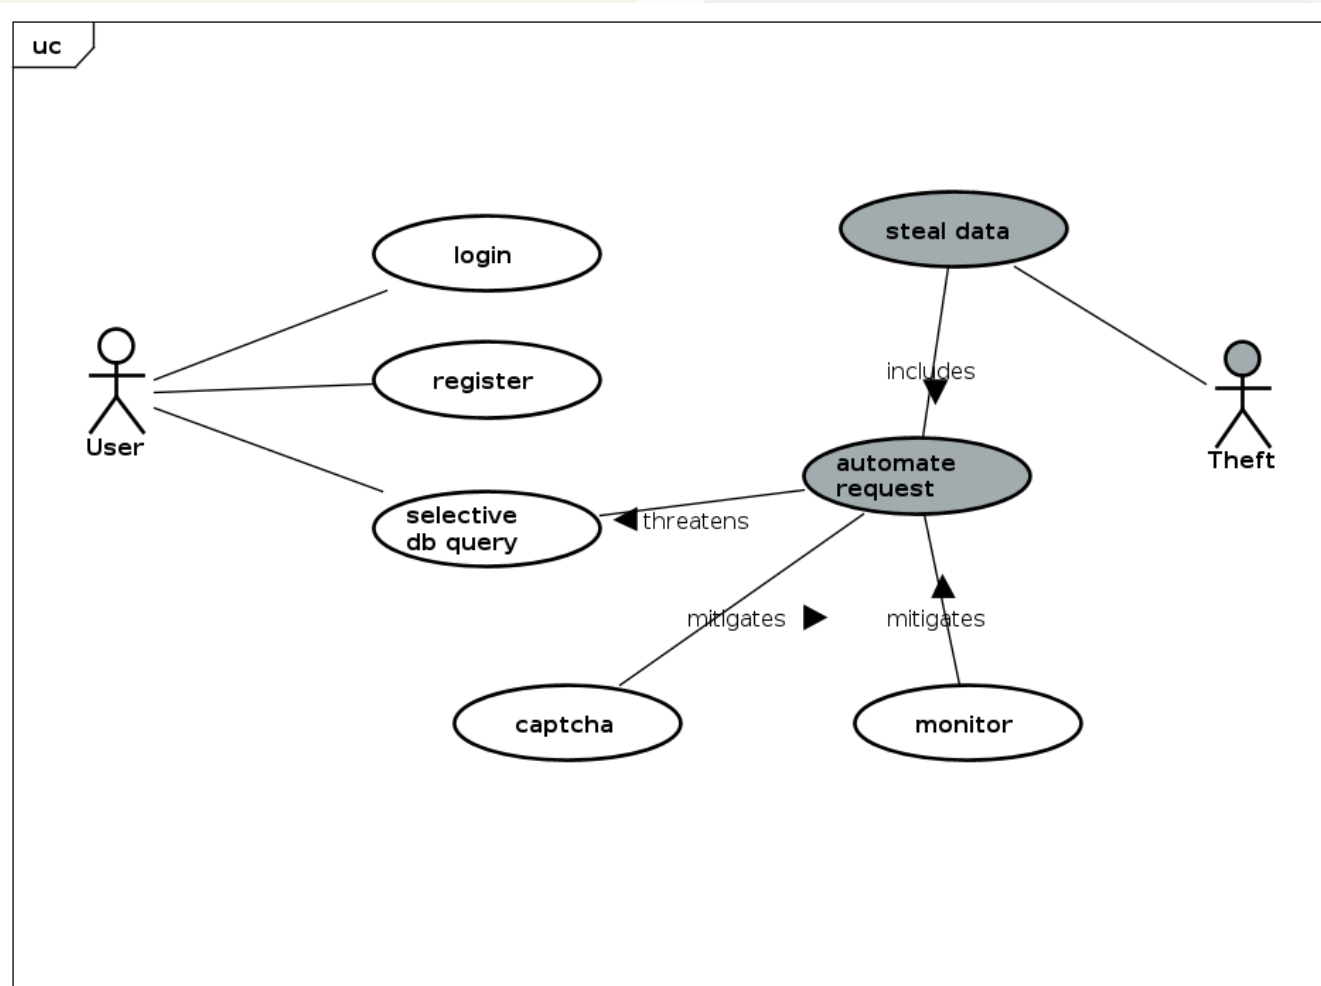 uc
login
register
User
selective
db query
steal data
includes
Theft
automate
request
threatens
mitigates
mitigates
captcha
monitor